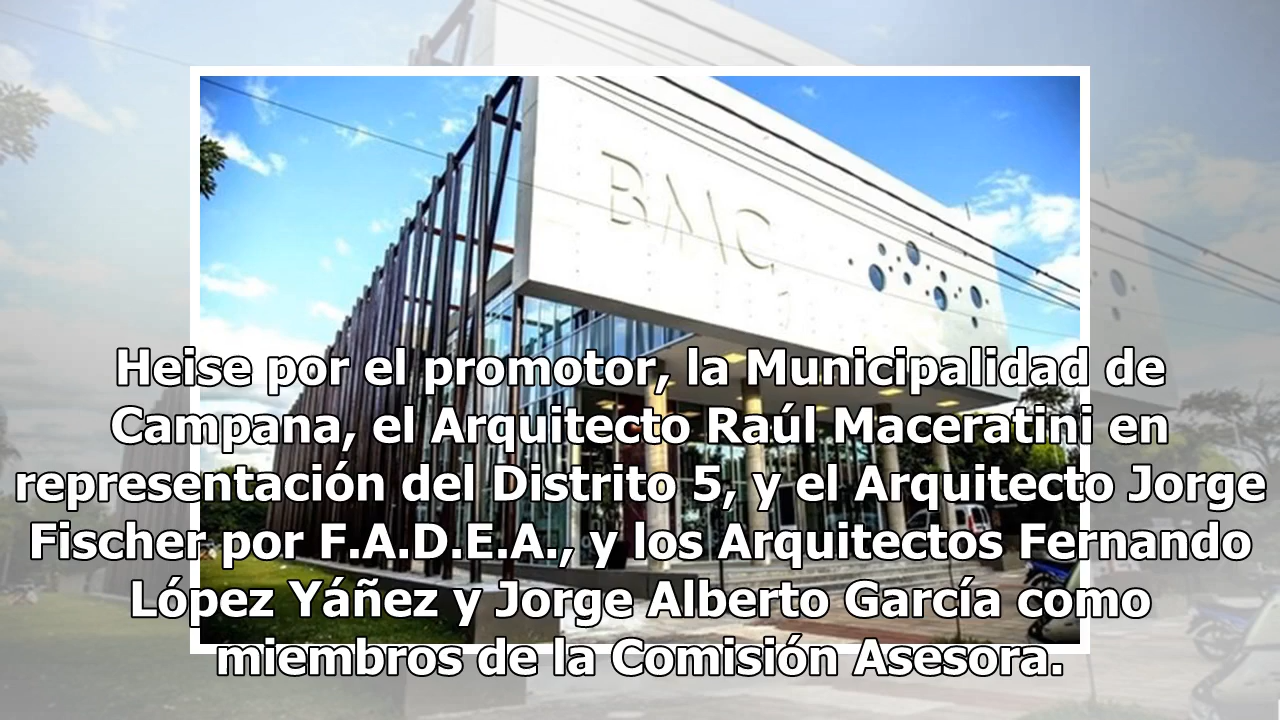 BMC
Heise por el promotor, la Municipalidad de
Campana, el Arquitecto Raúl Maceratini en
representación del Distrito 5, y el Arquitecto Jorge
Fischer por F.A.D.E.A., y los Arquitectos Fernando
López Yáñez y Jorge Alberto García como
miembros de la Comisión Asesora.